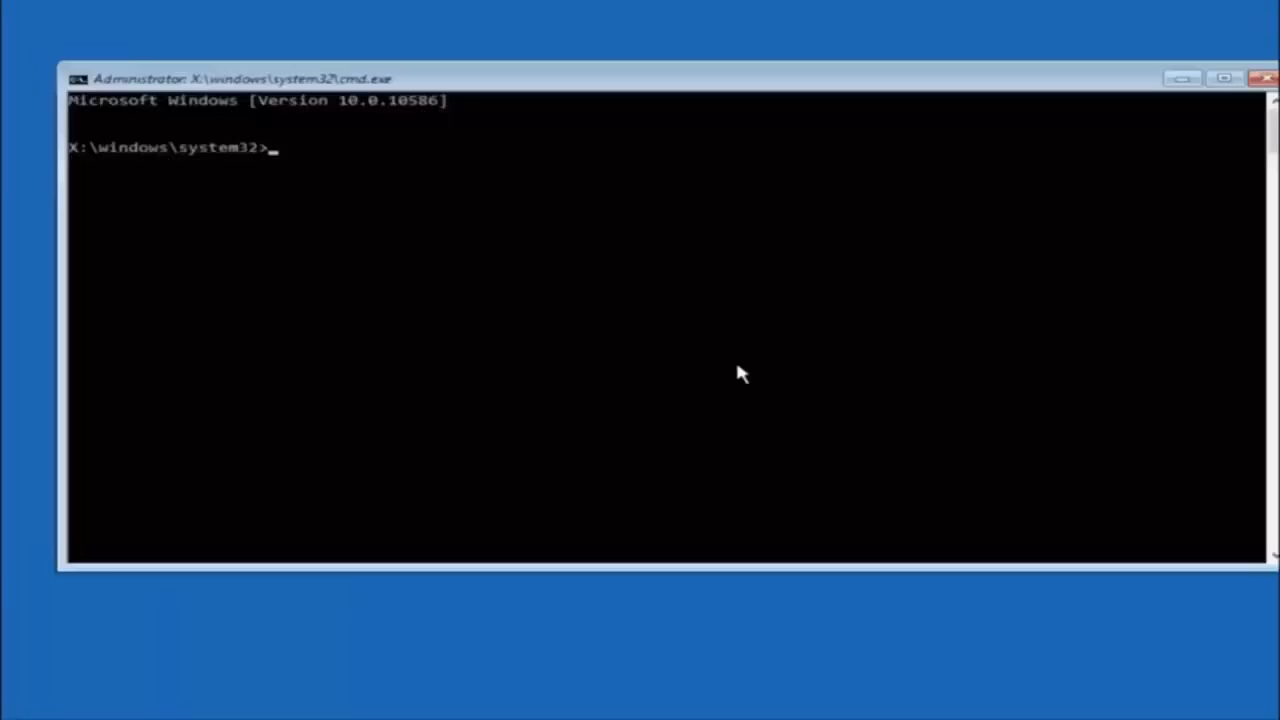 Administrator: X:\windows\system32\cmd.exe
Microsoft Windows [Version 10.0.10586]
X:\windows\system32>_